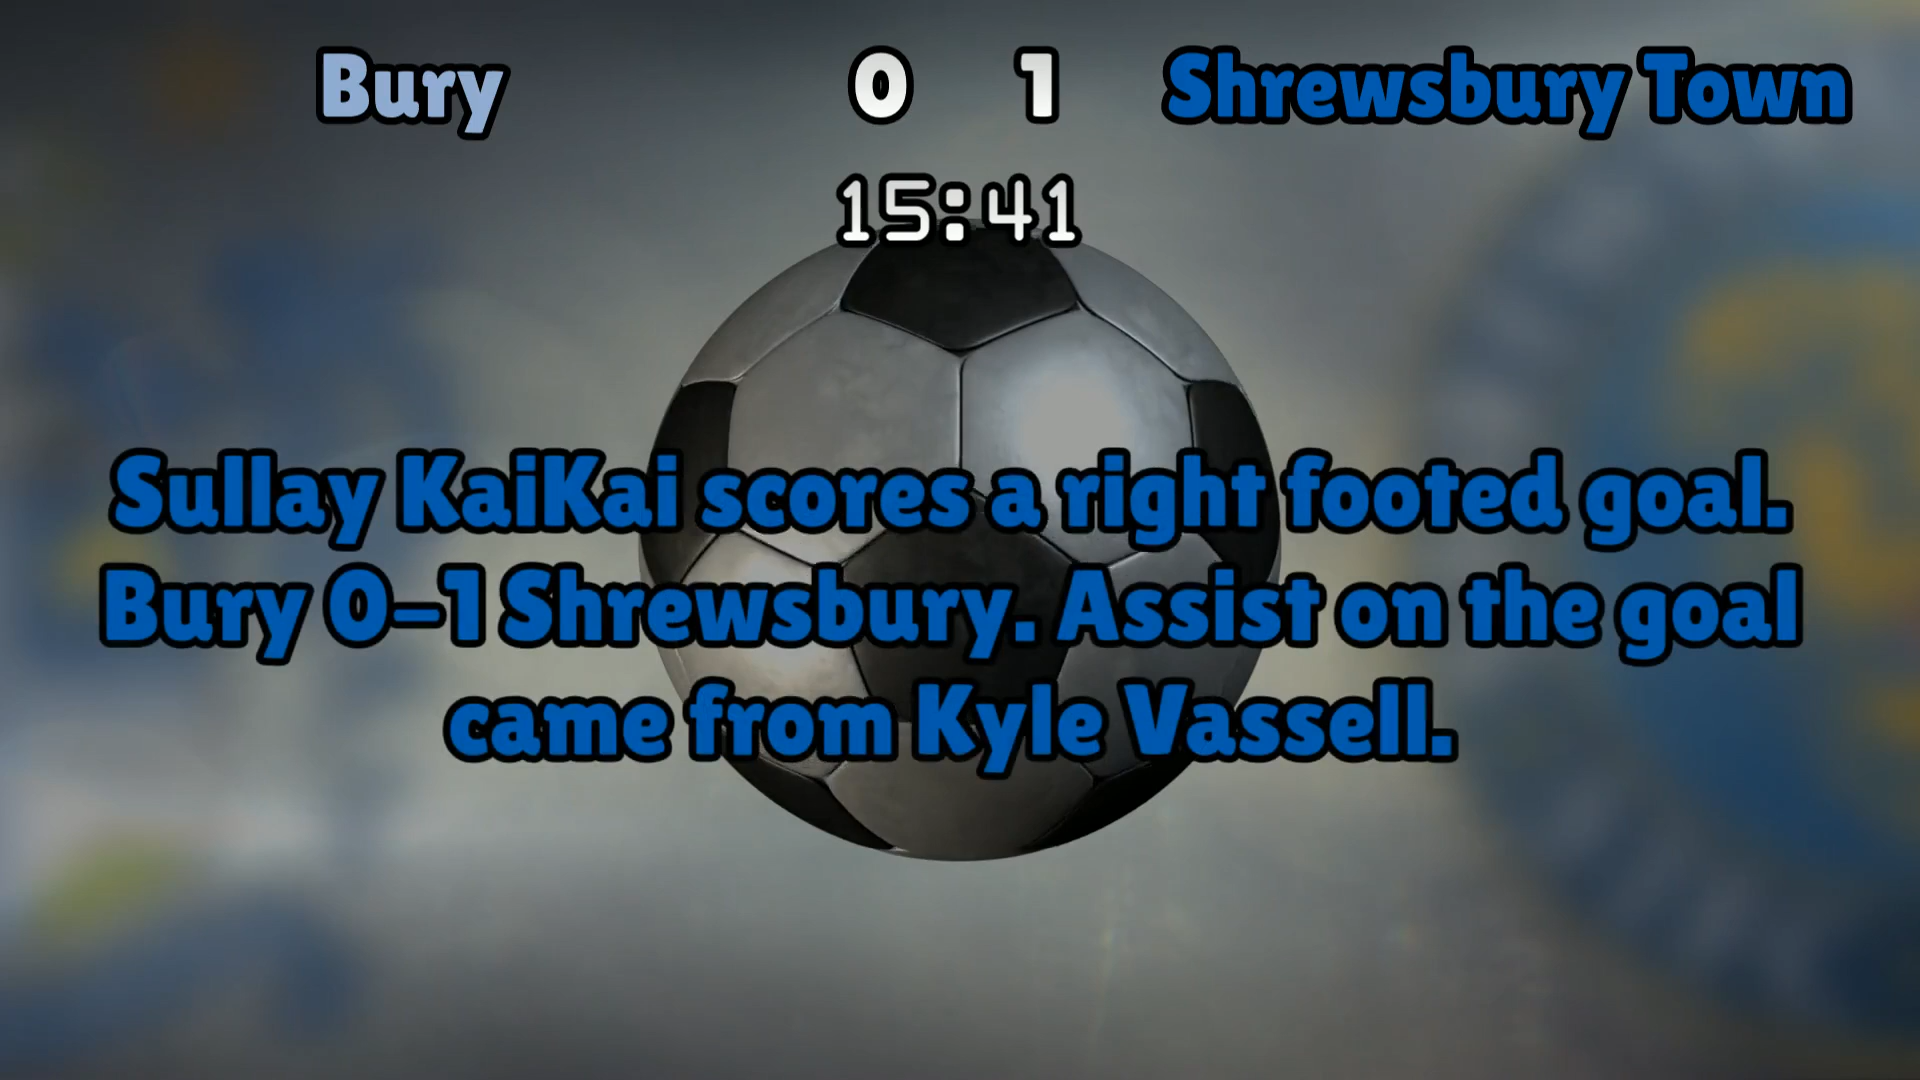 Bury 0 1 Shrewsbury Town
15:41
Sullay KaiKai scores a right footed goal.
Bury 0-1 Shrewsbury. Assist on the goal
came from Kyle Vassell.